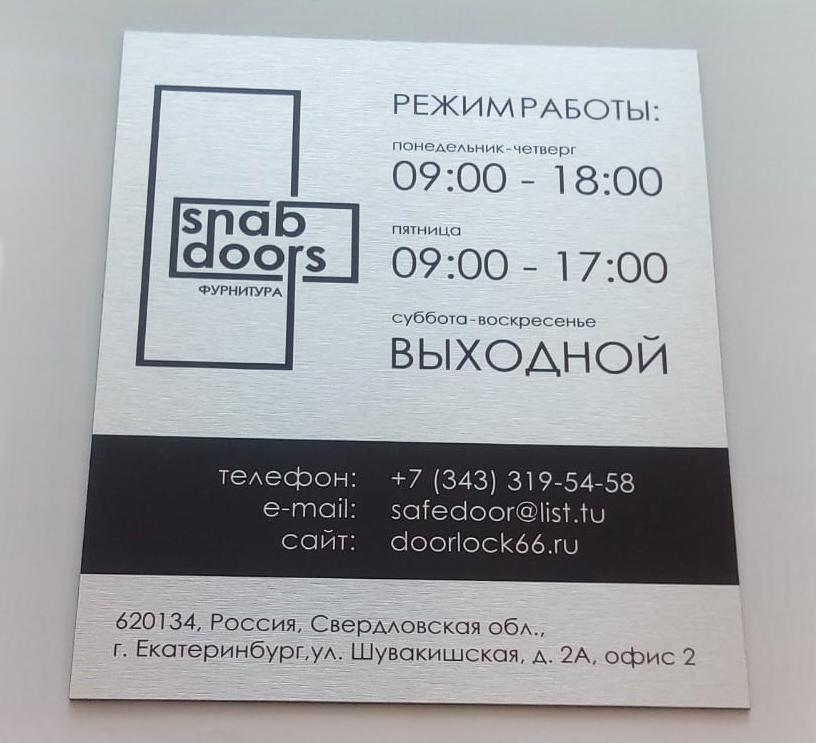 snab
doors
ФУРНИТУРА
РЕЖИМ РАБОТЫ:
понедельник-четверг
09:00 - 18:00
пятница
09:00 - 17:00
суббота-воскресенье
ВЫХОДНОЙ
телефон: +7 (343) 319-54-58
e-mail: safedoor@list.tu
сайт: doorlock66.ru
620134, Россия, Свердловская обл.,
г. Екатеринбург,ул. Шувакишская, д. 2А, офис 2